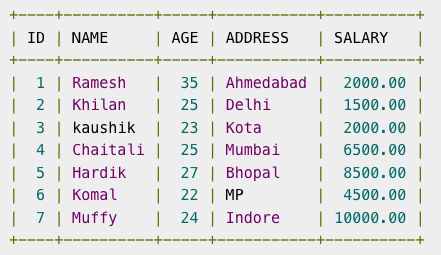 +----+----------+-----+-----------+----------+
| ID | NAME     | AGE | ADDRESS   | SALARY   |
+----+----------+-----+-----------+----------+
|  1 | Ramesh   |  35 | Ahmedabad |  2000.00 |
|  2 | Khilan   |  25 | Delhi     |  1500.00 |
|  3 | kaushik  |  23 | Kota      |  2000.00 |
|  4 | Chaitali |  25 | Mumbai    |  6500.00 |
|  5 | Hardik   |  27 | Bhopal    |  8500.00 |
|  6 | Komal    |  22 | MP        |  4500.00 |
|  7 | Muffy    |  24 | Indore    | 10000.00 |
+----+----------+-----+-----------+----------+